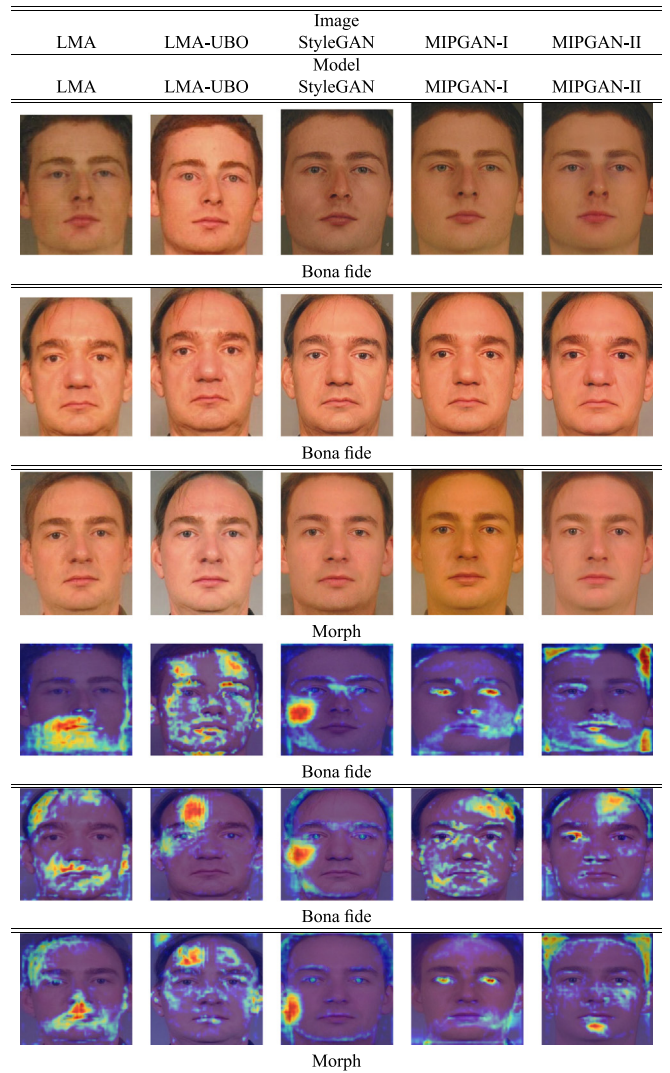 Image
LMA LMA-UBO StyleGAN MIPGAN-I MIPGAN-II
Model
LMA LMA-UBO StyleGAN MIPGAN-I MIPGAN-II
Bona fide
Bona fide
Morph
Bona fide
Bona fide
Morph